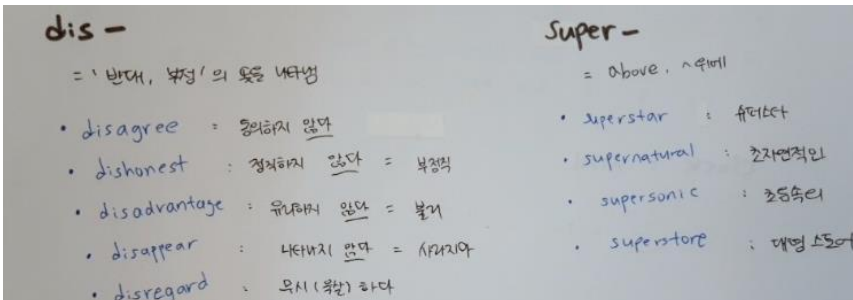 dis -
= '반대, 부정'의 뜻을 나타냄
• disagree : 동의하지 않다
• dishonest : 정직하지 않다 = 부정직
• disadvantage : 유리하지 않다 = 불리
• disappear : 나타나지 않다 = 사라지다
• disregard : 무시(묵살)하다
super -
= above, ~위에
• superstar : 슈퍼스타
• supernatural : 초자연적인
• supersonic : 초음속의
• superstore : 대형 스토어